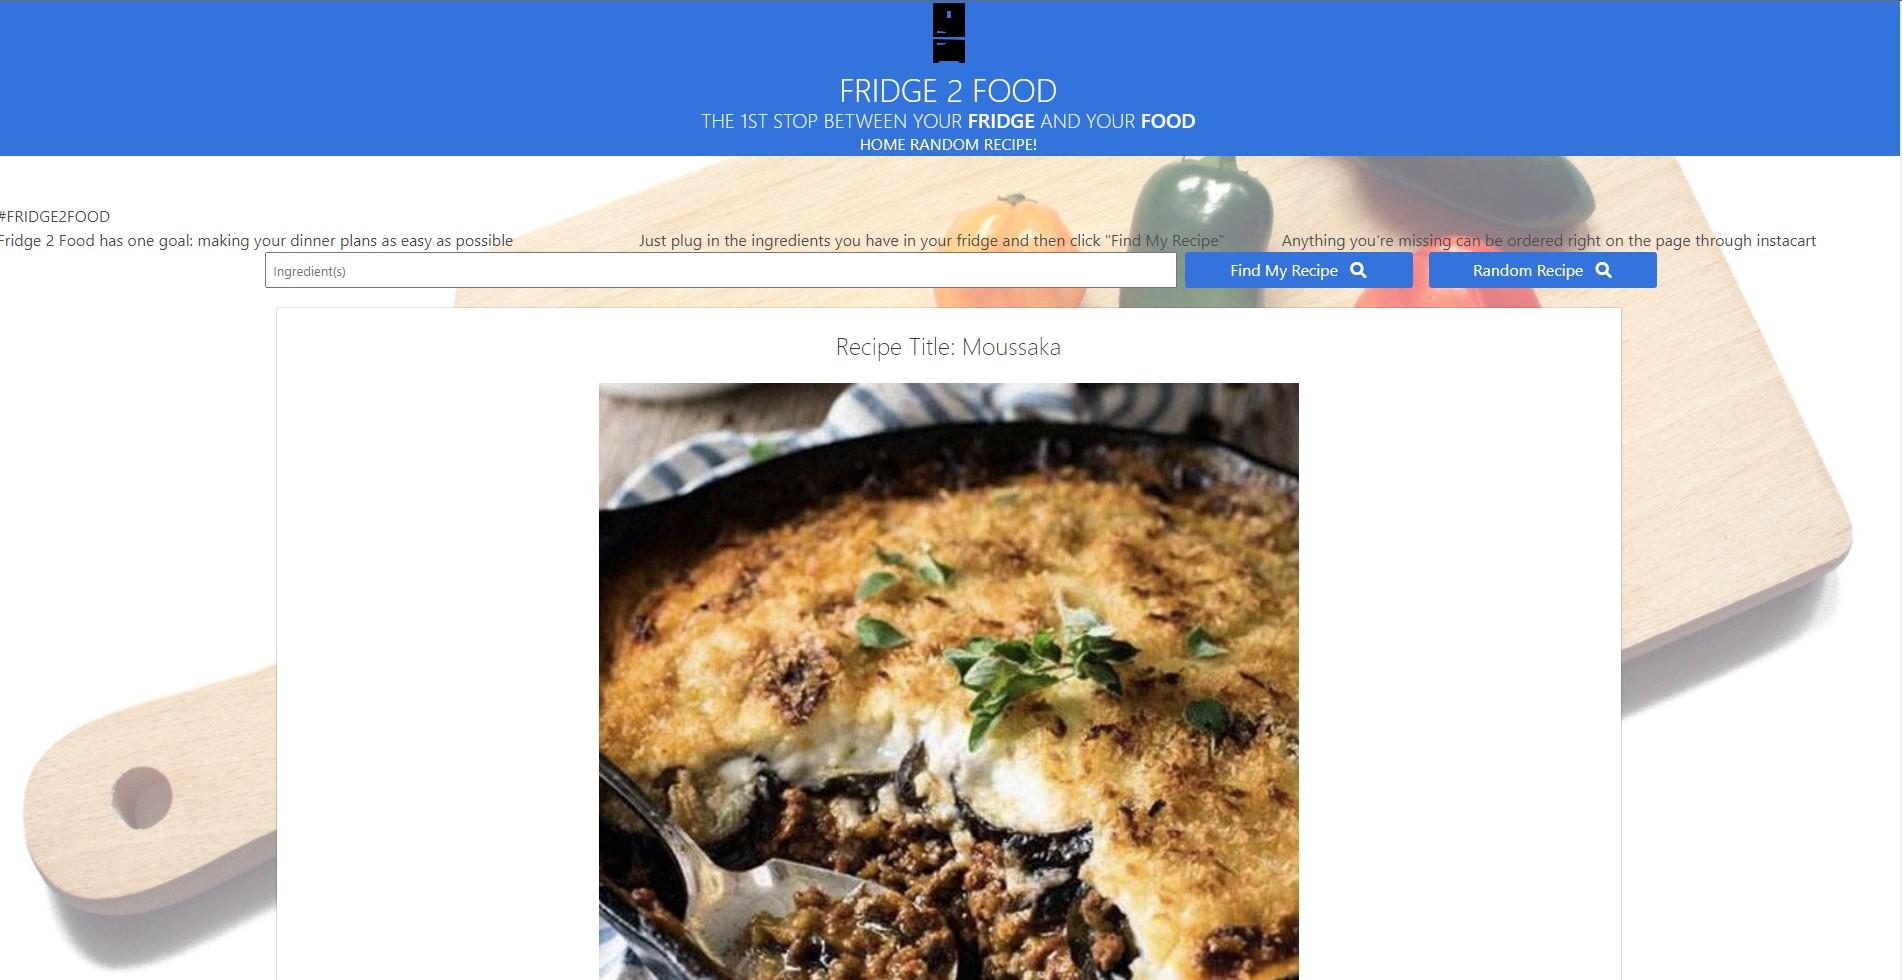 FRIDGE 2 FOOD
THE 1ST STOP BETWEEN YOUR FRIDGE AND YOUR FOOD
HOME RANDOM RECIPE!
#FRIDGE2FOOD
Fridge 2 Food has one goal: making your dinner plans as easy as possible
Just plug in the ingredients you have in your fridge and then click "Find My Recipe"
Anything you're missing can be ordered right on the page through instacart
Ingredient(s)
Find My Recipe
Random Recipe
Recipe Title: Moussaka